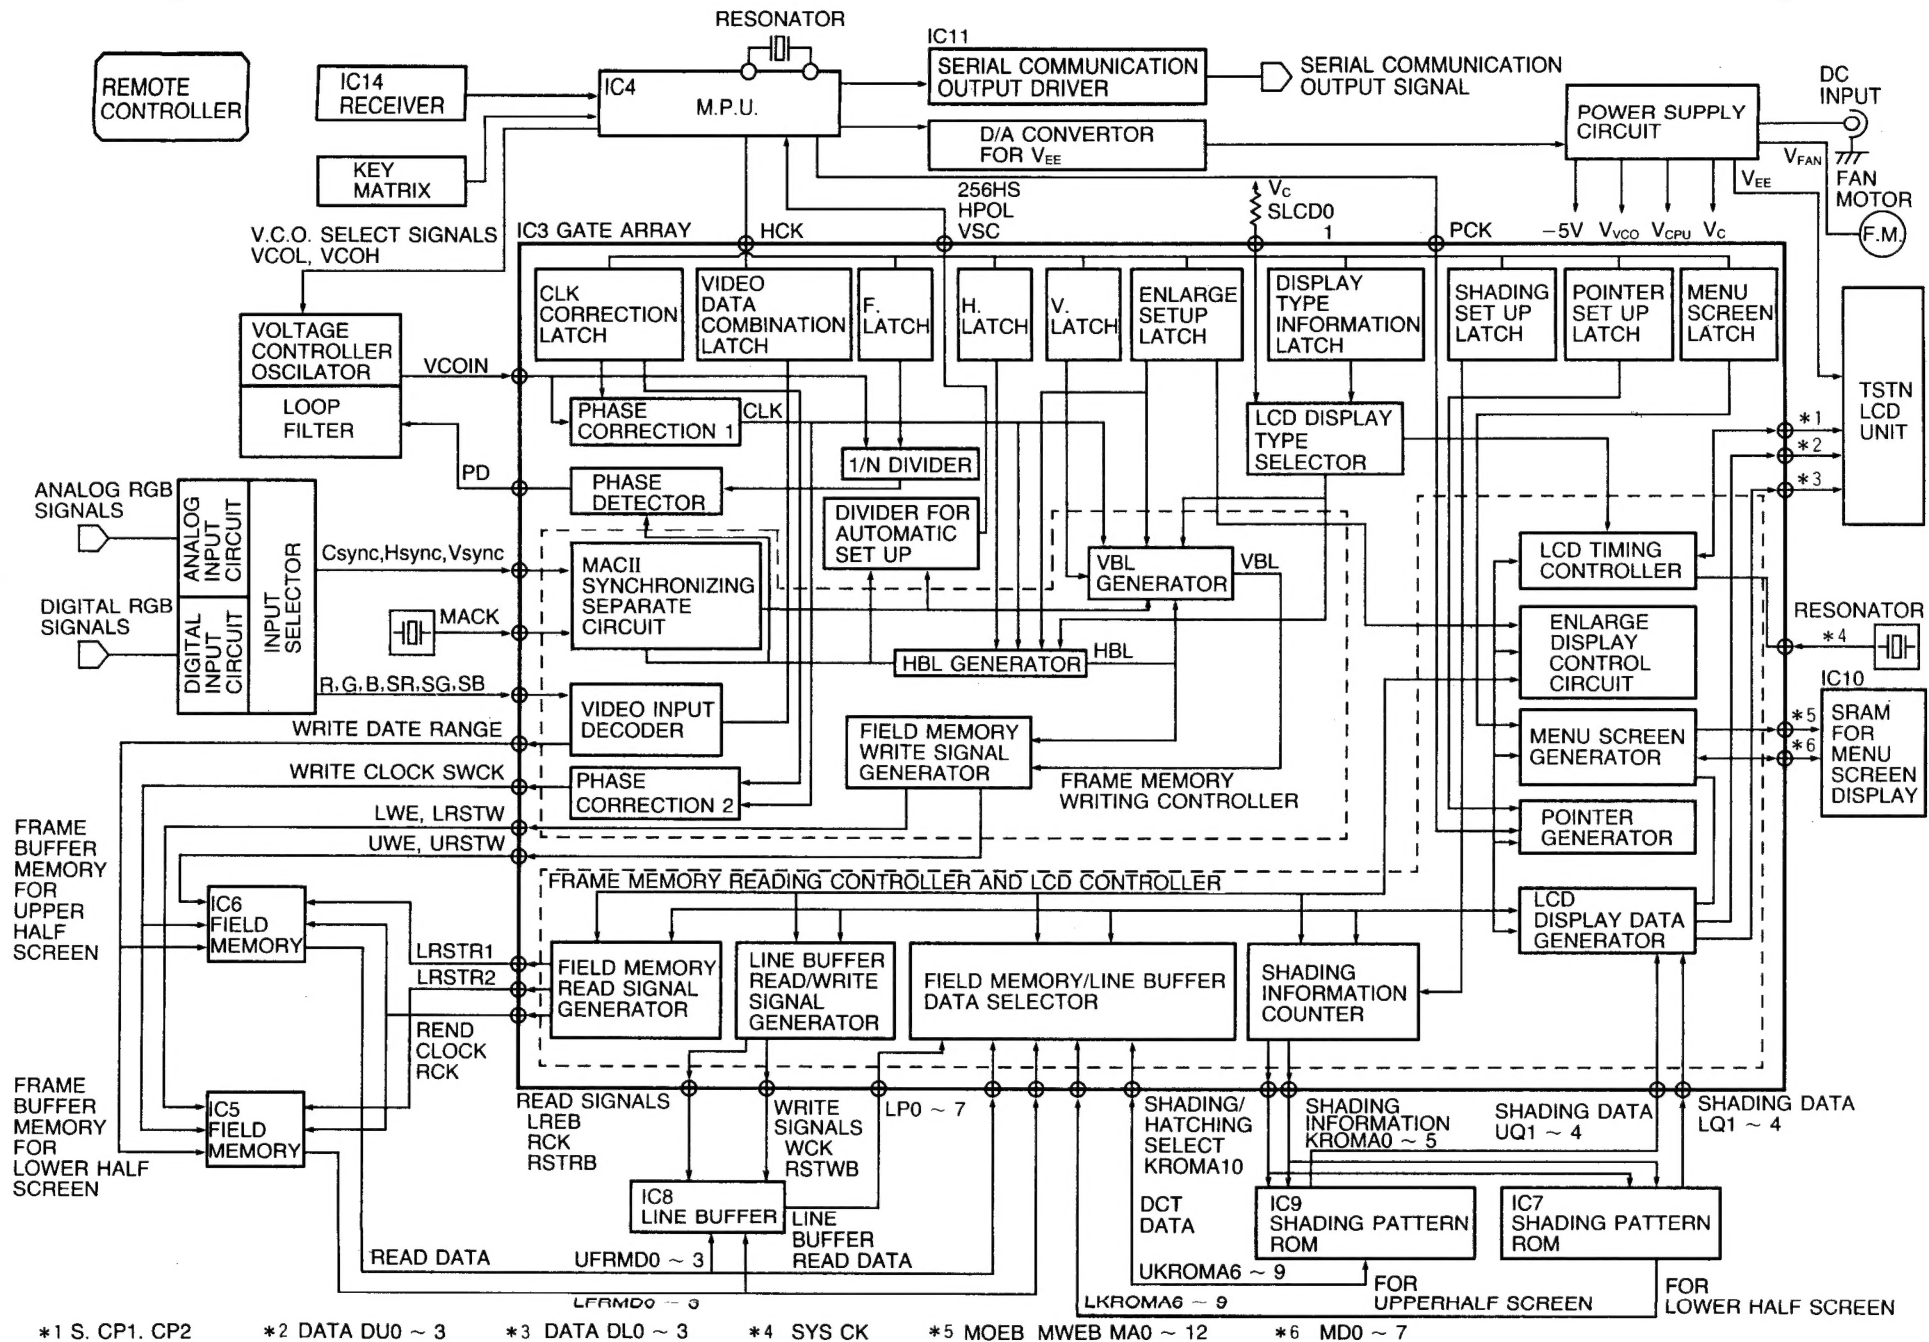 RESONATOR
REMOTE
CONTROLLER
IC14
RECEIVER
KEY
MATRIX
IC4
M.P.U.
IC11
SERIAL COMMUNICATION
OUTPUT DRIVER
SERIAL COMMUNICATION
OUTPUT SIGNAL
D/A CONVERTOR
FOR VEE
POWER SUPPLY
CIRCUIT
DC
INPUT
VFAN
FAN
MOTOR
F.M.
VEE
-5V VVCO VCPU VC
V.C.O. SELECT SIGNALS
VCOL, VCOH
IC3 GATE ARRAY
HCK
256HS
HPOL
VSC
VC
SLCD0
1
PCK
CLK
CORRECTION
LATCH
VIDEO
DATA
COMBINATION
LATCH
F.
LATCH
H.
LATCH
V.
LATCH
ENLARGE
SETUP
LATCH
DISPLAY
TYPE
INFORMATION
LATCH
SHADING
SET UP
LATCH
POINTER
SET UP
LATCH
MENU
SCREEN
LATCH
VOLTAGE
CONTROLLER
OSCILATOR
LOOP
FILTER
VCOIN
PD
PHASE
CORRECTION 1
CLK
1/N DIVIDER
PHASE
DETECTOR
DIVIDER FOR
AUTOMATIC
SET UP
LCD DISPLAY
TYPE
SELECTOR
TSTN
LCD
UNIT
*1
*2
*3
ANALOG RGB
SIGNALS
DIGITAL RGB
SIGNALS
ANALOG
INPUT
CIRCUIT
DIGITAL
INPUT
CIRCUIT
INPUT
SELECTOR
Csync,Hsync,Vsync
MACK
MACII
SYNCHRONIZING
SEPARATE
CIRCUIT
VBL
GENERATOR
VBL
HBL GENERATOR
HBL
LCD TIMING
CONTROLLER
ENLARGE
DISPLAY
CONTROL
CIRCUIT
RESONATOR
*4
R,G,B,SR,SG,SB
VIDEO INPUT
DECODER
WRITE DATE RANGE
WRITE CLOCK SWCK
PHASE
CORRECTION 2
FIELD MEMORY
WRITE SIGNAL
GENERATOR
FRAME MEMORY
WRITING CONTROLLER
MENU SCREEN
GENERATOR
POINTER
GENERATOR
*5
*6
IC10
SRAM
FOR
MENU
SCREEN
DISPLAY
LWE, LRSTW
UWE, URSTW
FRAME
BUFFER
MEMORY
FOR
UPPER
HALF
SCREEN
IC6
FIELD
MEMORY
LRSTR1
LRSTR2
REND
CLOCK
RCK
FRAME MEMORY READING CONTROLLER AND LCD CONTROLLER
FIELD MEMORY
READ SIGNAL
GENERATOR
LINE BUFFER
READ/WRITE
SIGNAL
GENERATOR
FIELD MEMORY/LINE BUFFER
DATA SELECTOR
SHADING
INFORMATION
COUNTER
LCD
DISPLAY DATA
GENERATOR
FRAME
BUFFER
MEMORY
FOR
LOWER HALF
SCREEN
IC5
FIELD
MEMORY
READ SIGNALS
LREB
RCK
RSTRB
WRITE
SIGNALS
WCK
RSTWB
LP0 ~ 7
SHADING/
HATCHING
SELECT
KROMA10
SHADING
INFORMATION
KROMA0 ~ 5
SHADING DATA
UQ1 ~ 4
SHADING DATA
LQ1 ~ 4
IC8
LINE BUFFER
LINE
BUFFER
READ DATA
DCT
DATA
IC9
SHADING PATTERN
ROM
IC7
SHADING PATTERN
ROM
READ DATA
UFRMD0 ~ 3
LFRMD0 ~ 3
UKROMA6 ~ 9
LKROMA6 ~ 9
FOR
UPPERHALF SCREEN
FOR
LOWER HALF SCREEN
*1 S. CP1. CP2 *2 DATA DU0 ~ 3 *3 DATA DL0 ~ 3 *4 SYS CK *5 MOEB MWEB MA0 ~ 12 *6 MD0 ~ 7